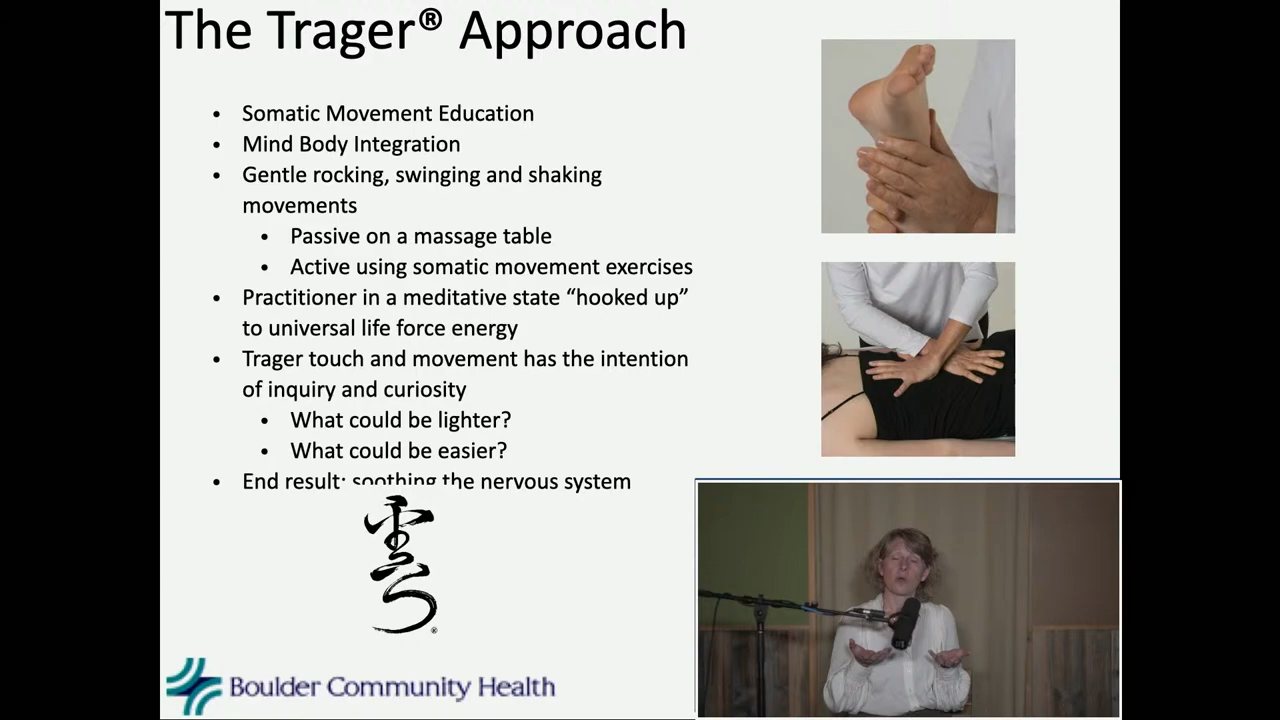 The Trager® Approach
• Somatic Movement Education
• Mind Body Integration
• Gentle rocking, swinging and shaking
movements
• Passive on a massage table
• Active using somatic movement exercises
• Practitioner in a meditative state “hooked up”
to universal life force energy
• Trager touch and movement has the intention
of inquiry and curiosity
• What could be lighter?
• What could be easier?
• End result: soothing the nervous system
®
Boulder Community Health